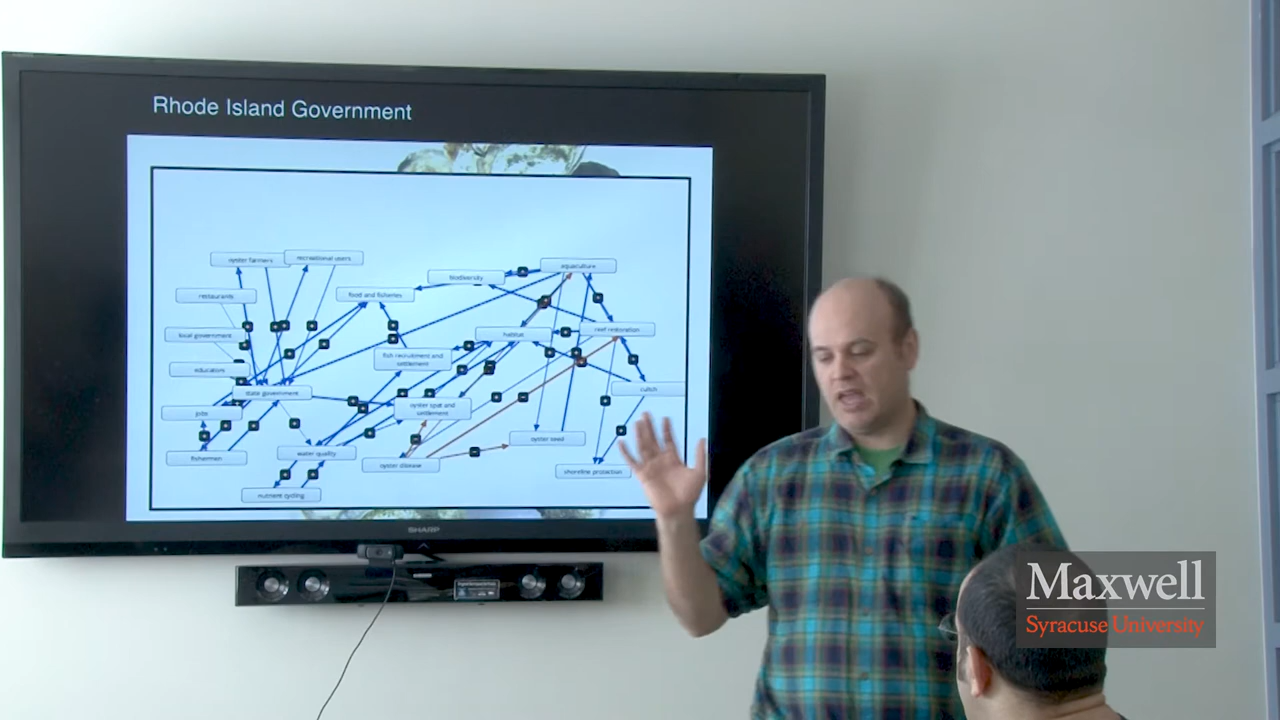 Rhode Island Government
oyster farmers
recreational users
restaurants
local government
educators
jobs
fishermen
state government
water quality
nutrient cycling
food and fisheries
fish recruitment and
settlement
oyster spat and
settlement
oyster disease
biodiversity
aquaculture
habitat
reef restoration
cultch
oyster seed
shoreline protection
SHARP
Maxwell
Syracuse University